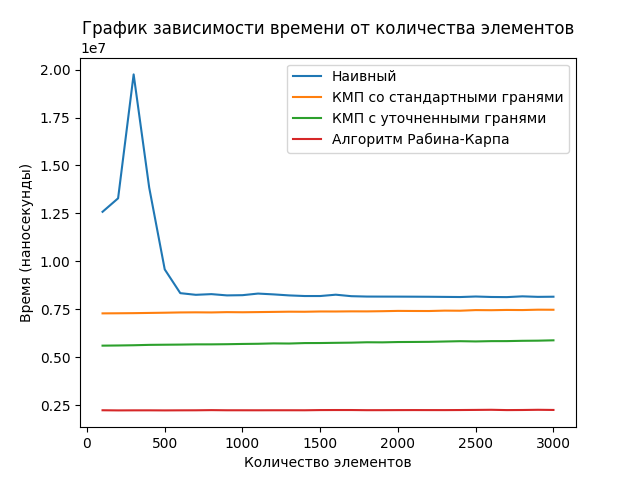 График зависимости времени от количества элементов
1e7
2.00
1.75
1.50
1.25
1.00
0.75
0.50
0.25
Время (наносекунды)
Наивный
КМП со стандартными гранями
КМП с уточненными гранями
Алгоритм Рабина-Карпа
0 500 1000 1500 2000 2500 3000
Количество элементов